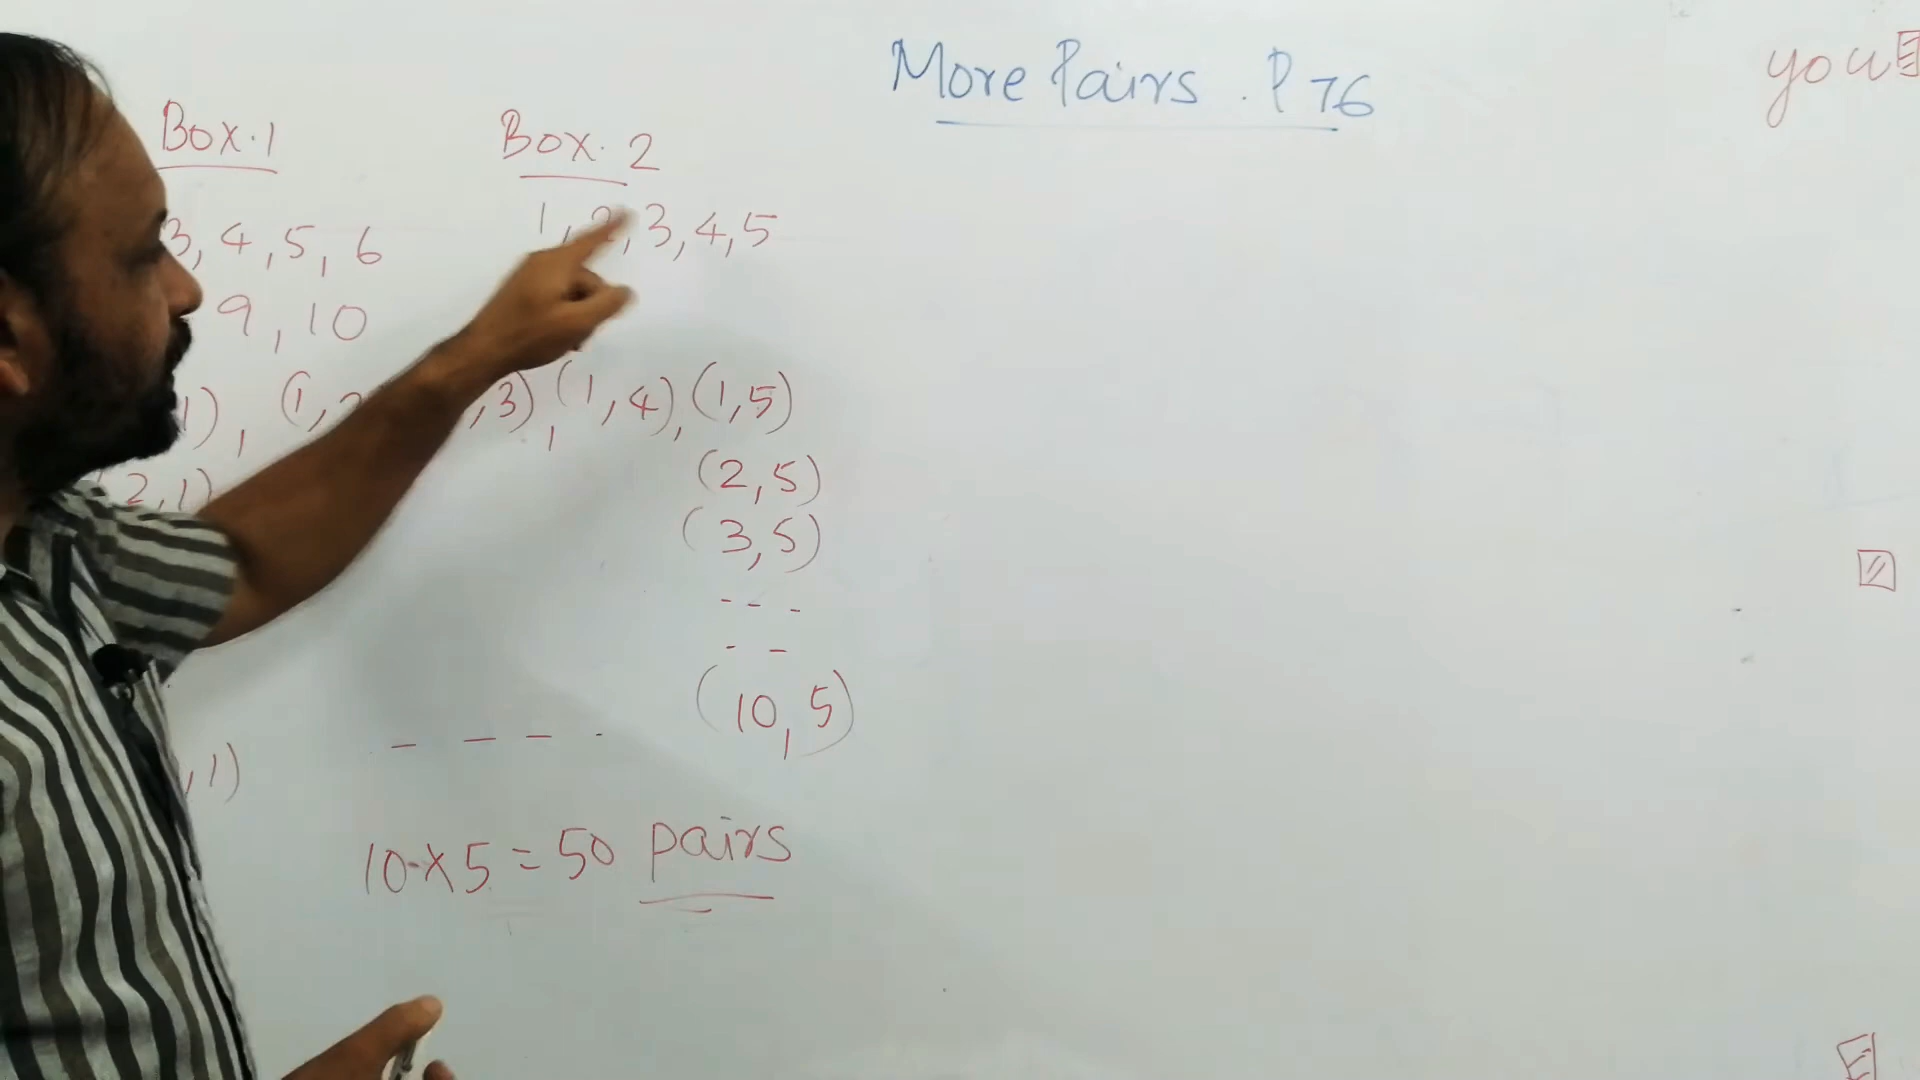 More Pairs . P 76
you
Box.1
Box. 2
3, 4, 5, 6
1, 2, 3, 4, 5
9, 10
1), (1, 2 , 3), (1, 4), (1, 5)
2, 1)
(2, 5)
(3, 5)
(10, 5)
, 1)
10 x 5 = 50 pairs